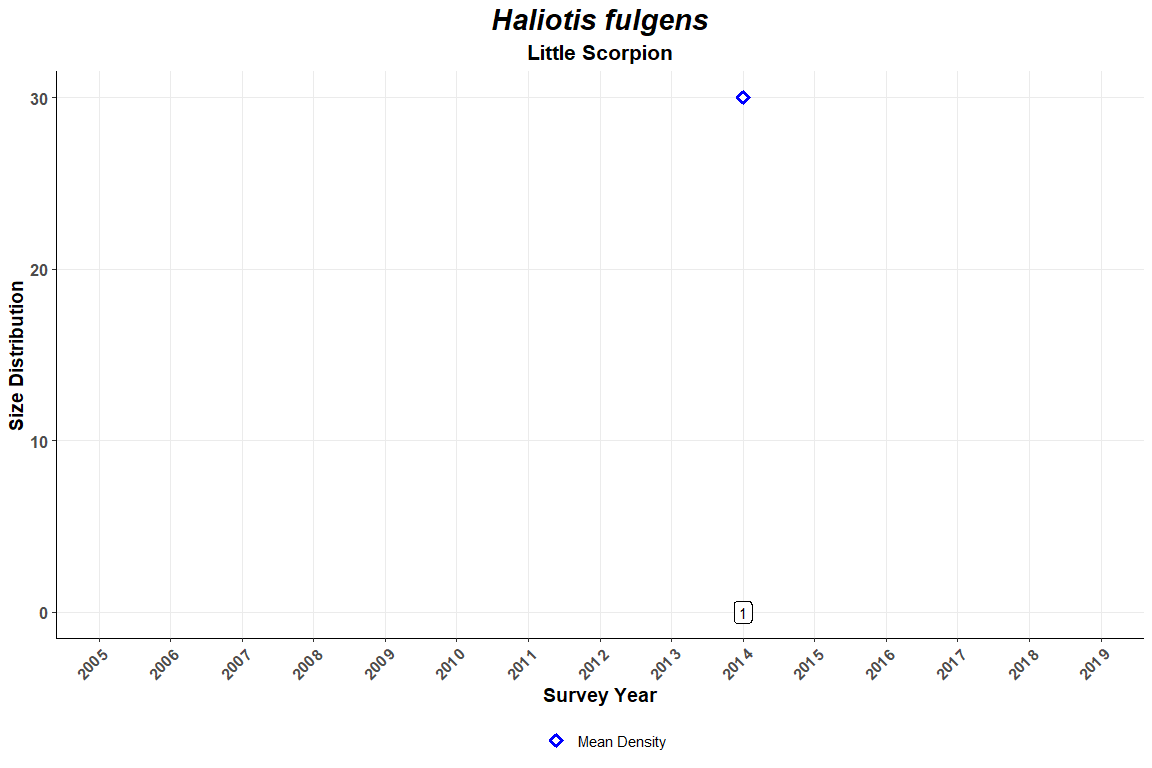 Haliotis fulgens
Little Scorpion
30
20
10
0
Size Distribution
1
2005 2006 2007 2008 2009 2010 2011 2012 2013 2014 2015 2016 2017 2018 2019
Survey Year
Mean Density